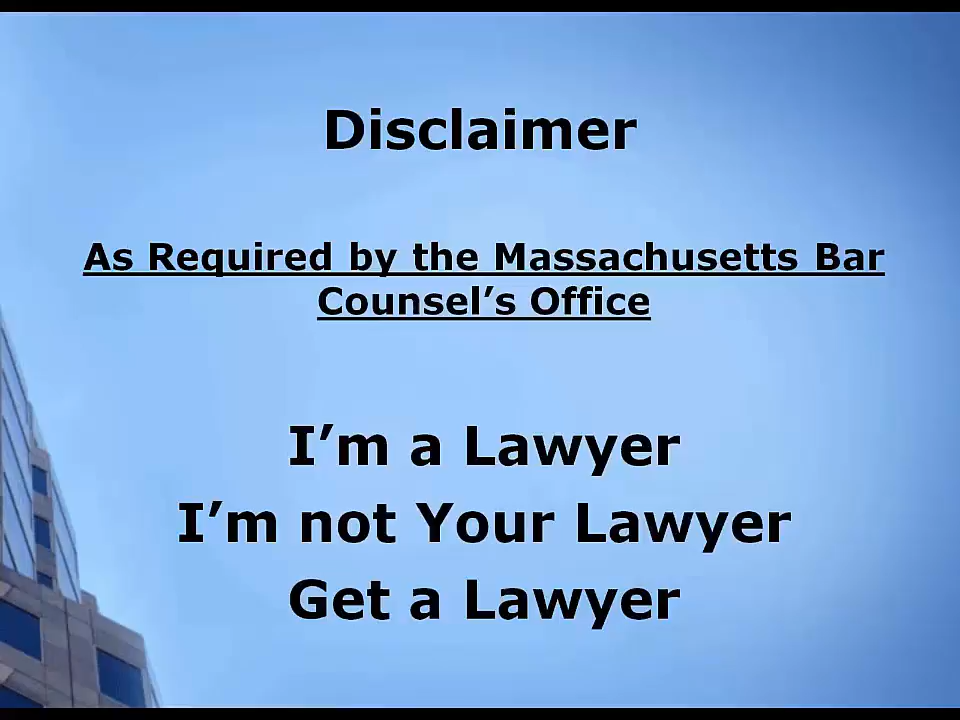 Disclaimer
As Required by the Massachusetts Bar
Counsel’s Office
I’m a Lawyer
I’m not Your Lawyer
Get a Lawyer